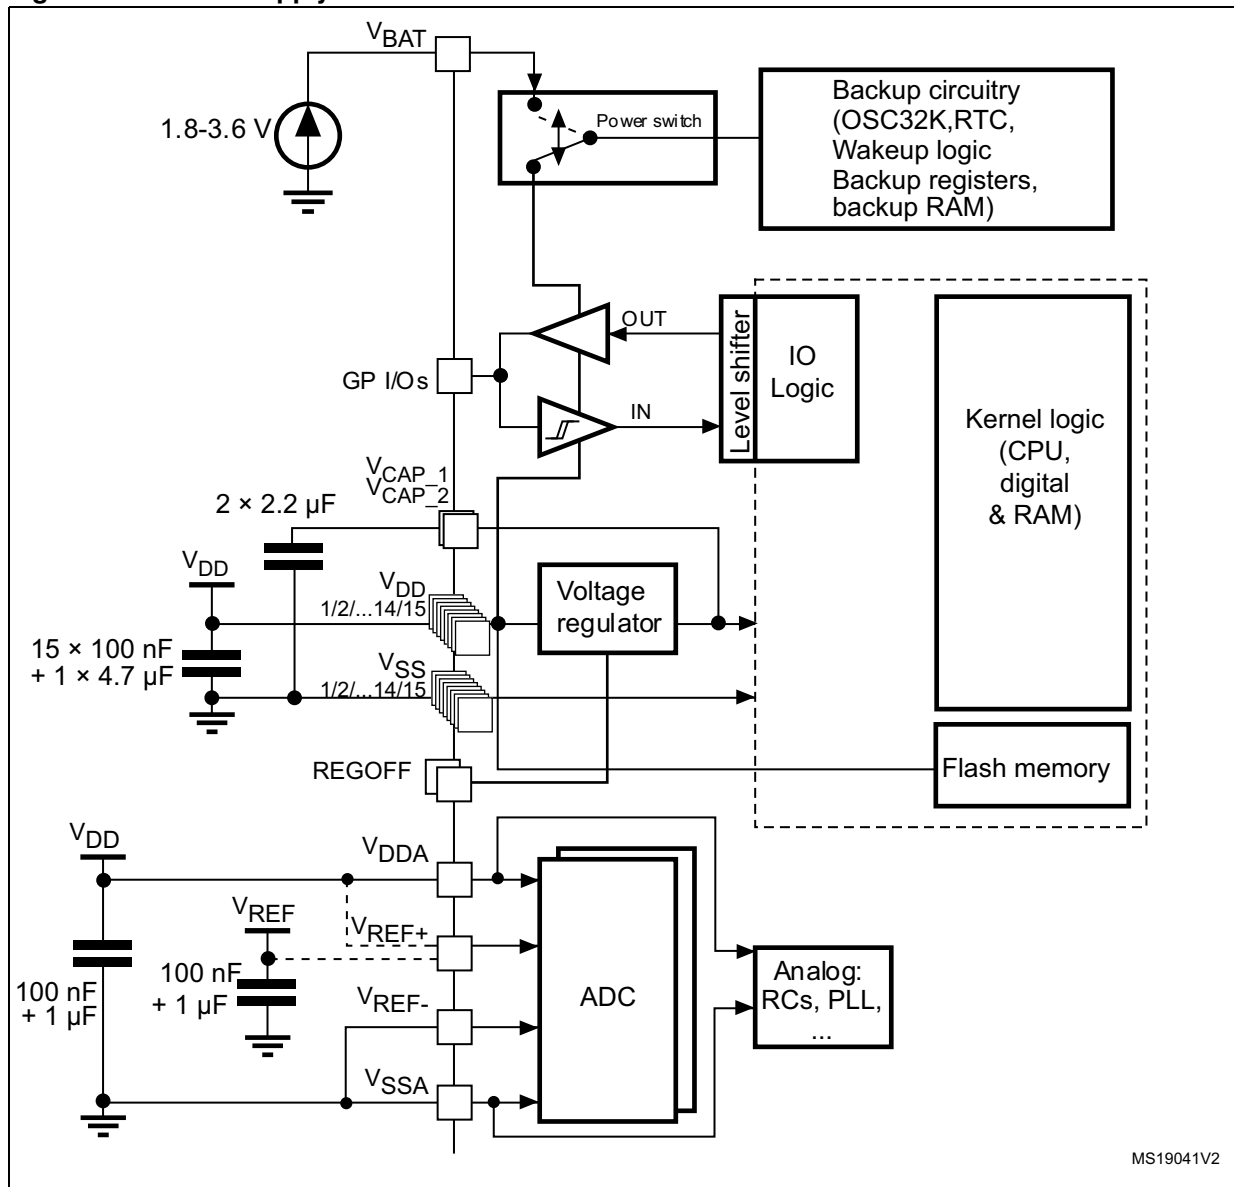 VBAT
1.8-3.6 V
Power switch
Backup circuitry
(OSC32K,RTC,
Wakeup logic
Backup registers,
backup RAM)
OUT
GP I/Os
IN
Level shifter
IO
Logic
Kernel logic
(CPU,
digital
& RAM)
VCAP_1
VCAP_2
2 × 2.2 µF
VDD
VDD
1/2/...14/15
Voltage
regulator
15 × 100 nF
+ 1 × 4.7 µF
VSS
1/2/...14/15
REGOFF
Flash memory
VDD
VDDA
VREF
VREF+
100 nF
+ 1 µF
100 nF
+ 1 µF
VREF-
ADC
Analog:
RCs, PLL,
...
VSSA
MS19041V2